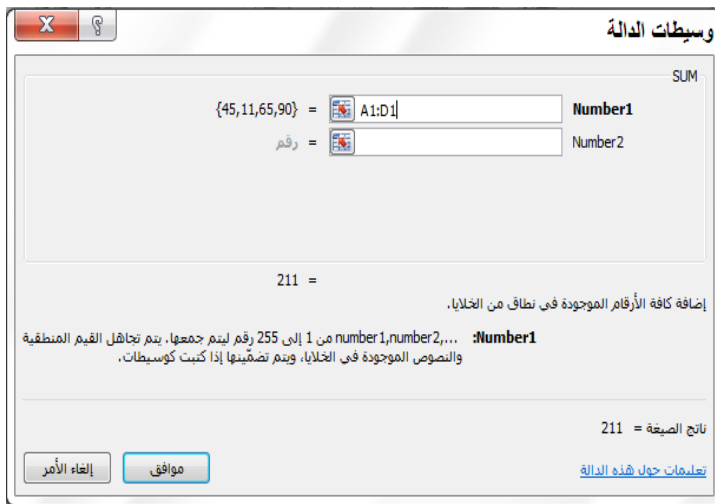 وسيطات الدالة
SUM
Number1 A1:D1 = {45,11,65,90}
Number2 = رقم
= 211
إضافة كافة الأرقام الموجودة في نطاق من الخلايا.
Number1: number1,number2,... من 1 إلى 255 رقم ليتم جمعها. يتم تجاهل القيم المنطقية
والنصوص الموجودة في الخلايا، ويتم تضمّينها إذا كتبت كوسيطات.
ناتج الصيغة = 211
تعليمات حول هذه الدالة
موافق
إلغاء الأمر